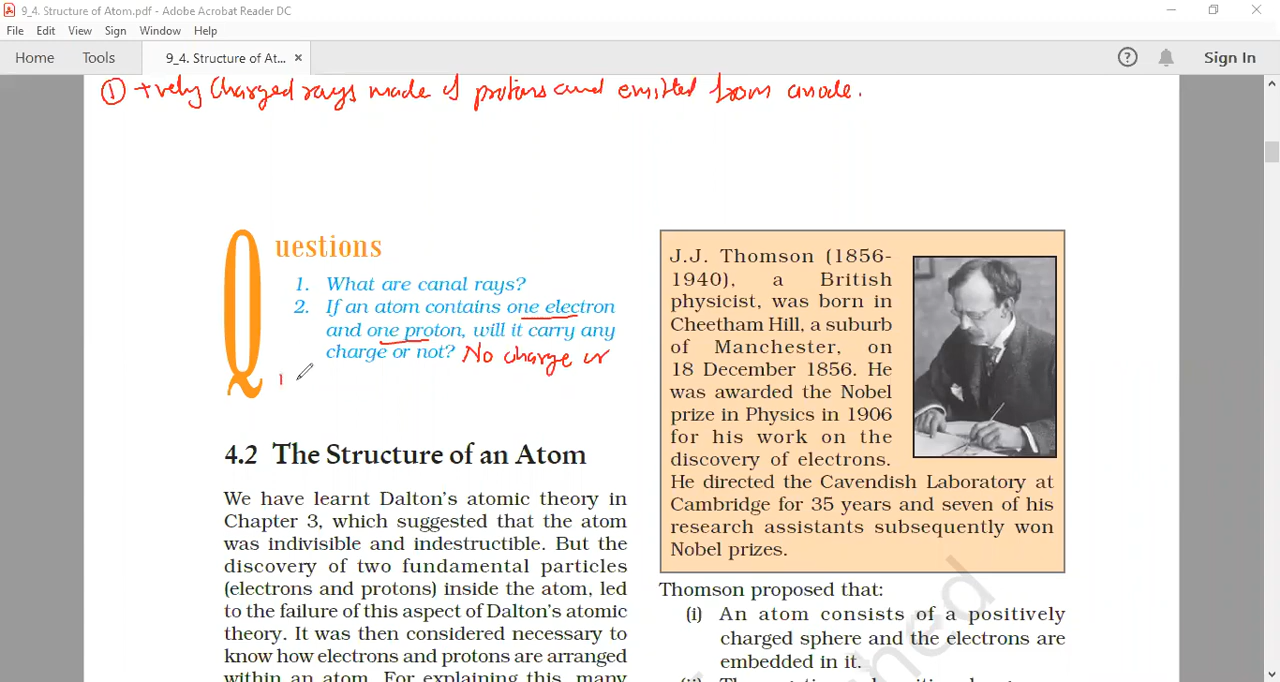 9_4. Structure of Atom.pdf - Adobe Acrobat Reader DC
File Edit View Sign Window Help
Home Tools 9_4. Structure of At... × Sign In
① +vely charged rays made of protons and emitted from anode.
Questions
1. What are canal rays?
2. If an atom contains one electron
and one proton, will it carry any
charge or not? No charge or
4.2 The Structure of an Atom
We have learnt Dalton's atomic theory in
Chapter 3, which suggested that the atom
was indivisible and indestructible. But the
discovery of two fundamental particles
(electrons and protons) inside the atom, led
to the failure of this aspect of Dalton's atomic
theory. It was then considered necessary to
know how electrons and protons are arranged
within an atom. For explaining this, many
J.J. Thomson (1856-
1940), a British
physicist, was born in
Cheetham Hill, a suburb
of Manchester, on
18 December 1856. He
was awarded the Nobel
prize in Physics in 1906
for his work on the
discovery of electrons.
He directed the Cavendish Laboratory at
Cambridge for 35 years and seven of his
research assistants subsequently won
Nobel prizes.
Thomson proposed that:
(i) An atom consists of a positively
charged sphere and the electrons are
embedded in it.